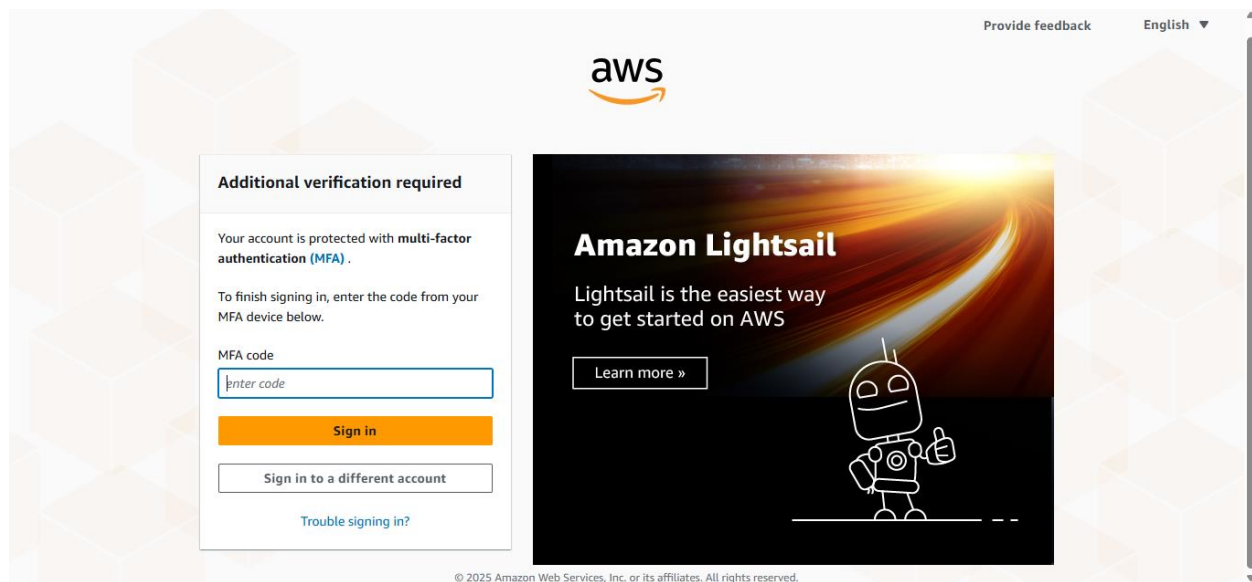 Provide feedback
English ▼
aws
Additional verification required
Your account is protected with multi-factor
authentication (MFA) .
To finish signing in, enter the code from your
MFA device below.
MFA code
enter code
Sign in
Sign in to a different account
Trouble signing in?
Amazon Lightsail
Lightsail is the easiest way
to get started on AWS
Learn more »
© 2025 Amazon Web Services, Inc. or its affiliates. All rights reserved.